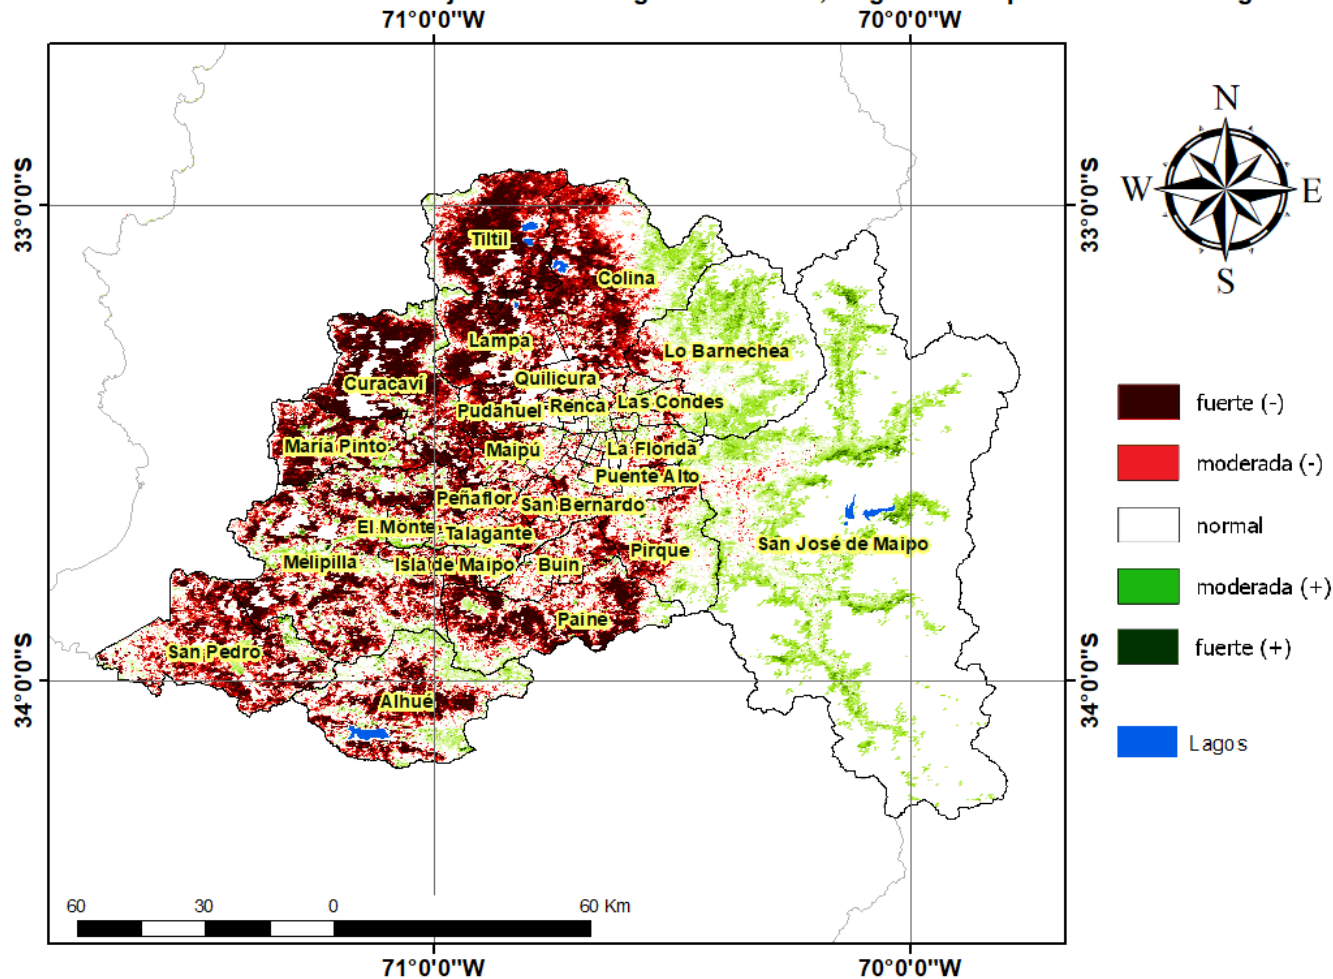 71°0'0"W 70°0'0"W
N
W E
S
33°0'0"S 33°0'0"S
Tiltil
Colina
Lampa
Lo Barnechea
Quilicura
Curacaví
Pudahuel Renca Las Condes
María Pinto Maipú La Florida
Puente Alto
Peñaflor San Bernardo
El Monte Talagante
San José de Maipo
Pirque
Melipilla Isla de Maipo Buin
Paine
San Pedro
Alhué
34°0'0"S 34°0'0"S
fuerte (-)
moderada (-)
normal
moderada (+)
fuerte (+)
Lagos
60 30 0 60 Km
71°0'0"W 70°0'0"W